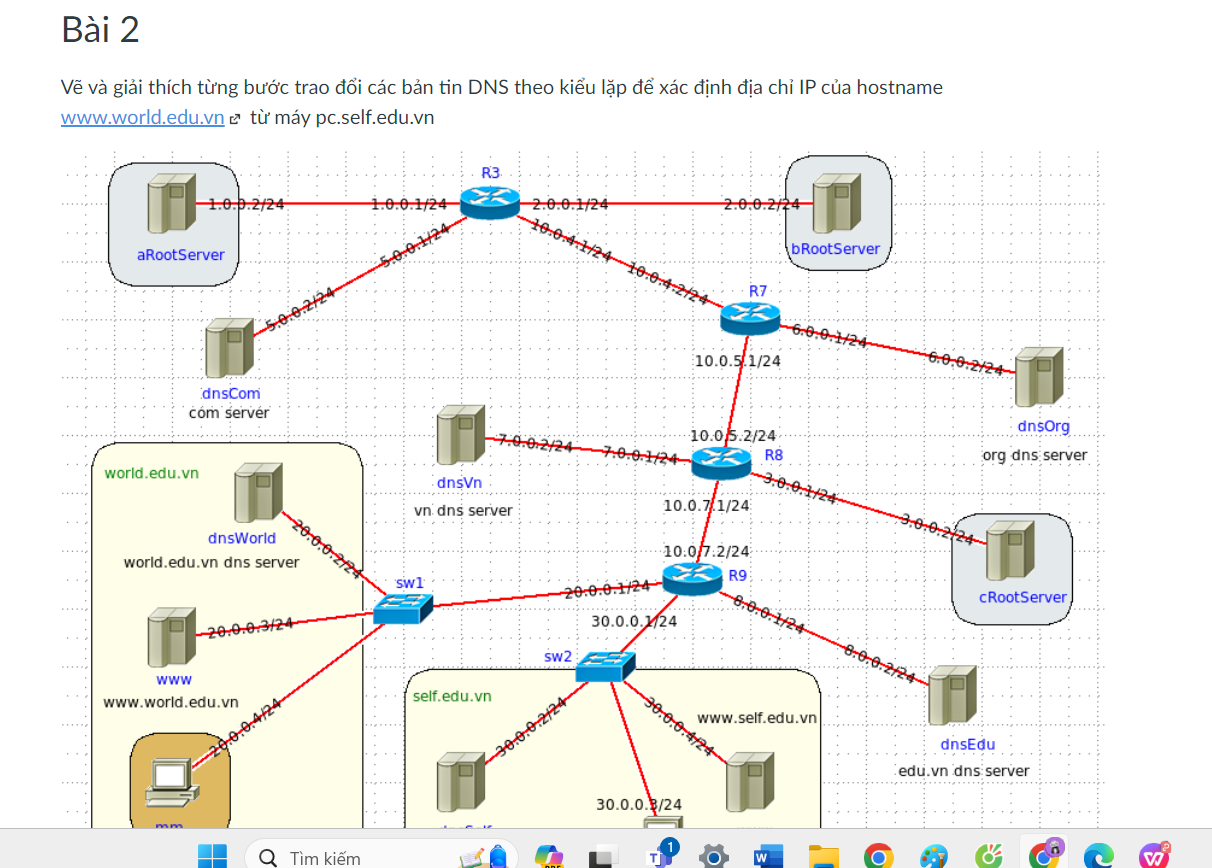 Bài 2
Vẽ và giải thích từng bước trao đổi các bản tin DNS theo kiểu lặp để xác định địa chỉ IP của hostname
www.world.edu.vn từ máy pc.self.edu.vn
R3
1.0.0.2/24
1.0.0.1/24
2.0.0.1/24
2.0.0.2/24
aRootServer
bRootServer
5.0.0.1/24
10.0.4.1/24
5.0.0.2/24
10.0.4.2/24
R7
6.0.0.1/24
10.0.5.1/24
6.0.0.2/24
dnsCom
com server
dnsOrg
org dns server
10.0.5.2/24
7.0.0.2/24
7.0.0.1/24
R8
world.edu.vn
dnsVn
vn dns server
3.0.0.1/24
10.0.7.1/24
3.0.0.2/24
dnsWorld
world.edu.vn dns server
20.0.0.2/24
10.0.7.2/24
R9
sw1
20.0.0.1/24
8.0.0.1/24
cRootServer
20.0.0.3/24
30.0.0.1/24
sw2
8.0.0.2/24
www
www.world.edu.vn
self.edu.vn
20.0.0.4/24
30.0.0.2/24
30.0.0.4/24
www.self.edu.vn
dnsEdu
edu.vn dns server
30.0.0.3/24
mm
dnsSelf
1
Tìm kiếm